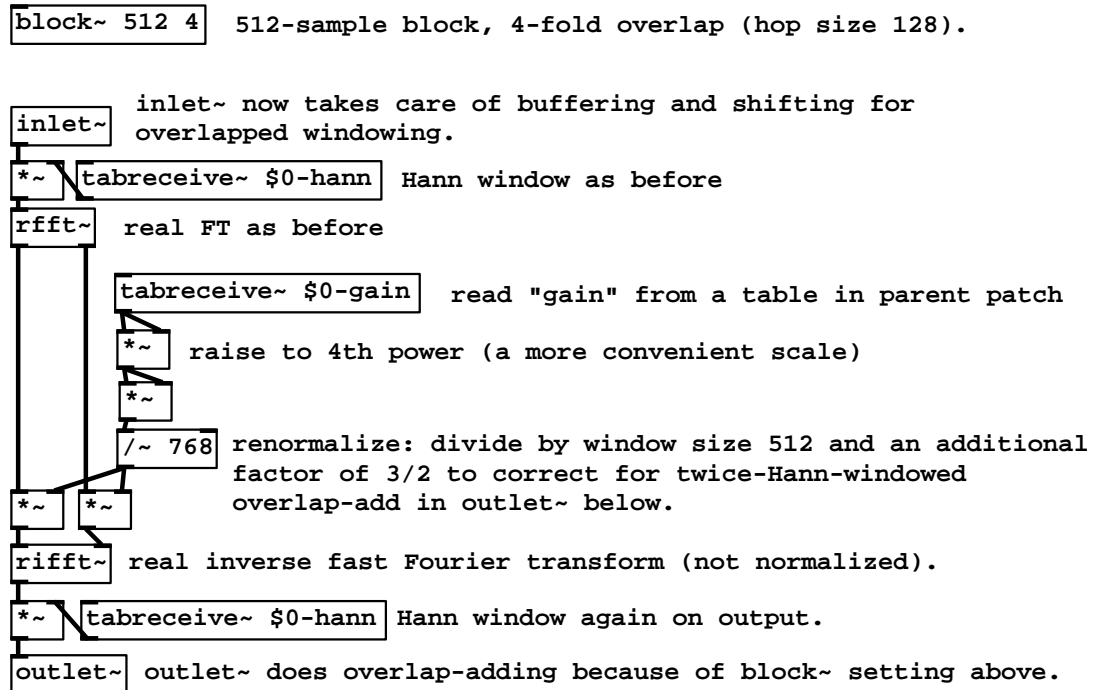 block~ 512 4 512-sample block, 4-fold overlap (hop size 128).
inlet~ now takes care of buffering and shifting for
inlet~ overlapped windowing.
*~ tabreceive~ $0-hann Hann window as before
rfft~ real FT as before
tabreceive~ $0-gain read "gain" from a table in parent patch
*~ raise to 4th power (a more convenient scale)
*~
/~ 768 renormalize: divide by window size 512 and an additional
factor of 3/2 to correct for twice-Hann-windowed
*~ *~ overlap-add in outlet~ below.
rifft~ real inverse fast Fourier transform (not normalized).
*~ tabreceive~ $0-hann Hann window again on output.
outlet~ outlet~ does overlap-adding because of block~ setting above.